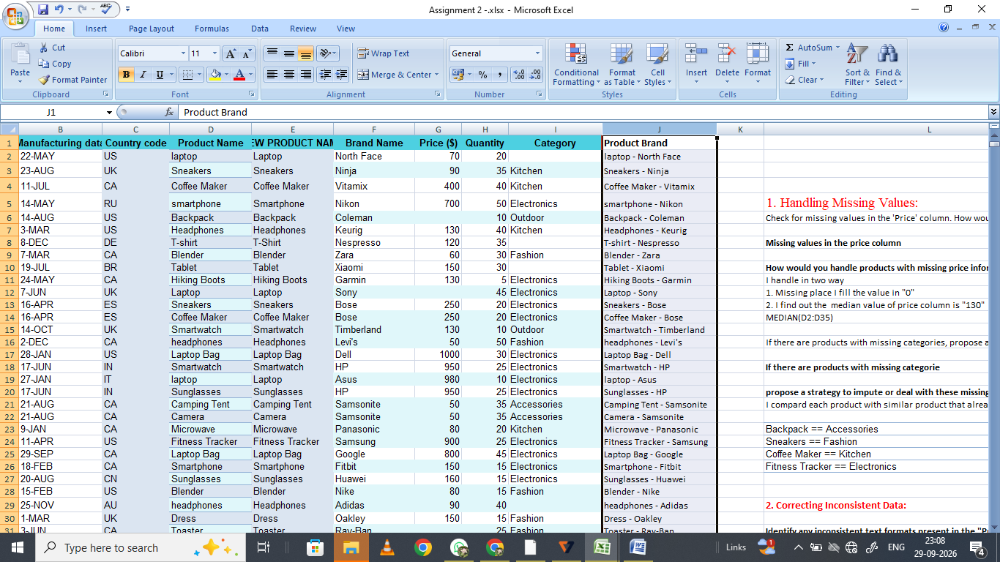 Assignment 2 -.xlsx - Microsoft Excel
Home Insert Page Layout Formulas Data Review View
Paste Cut Copy Format Painter
Calibri 11 A A
B I U A
Wrap Text
Merge & Center
General
% ,
Conditional Formatting Format as Table Cell Styles
Insert Delete Format
Σ AutoSum Fill Clear
Sort & Filter Find & Select
Clipboard Font Alignment Number Styles Cells Editing
J1 fx Product Brand
B C D E F G H I J K L
1 Manufacturing data Country code Product Name EW PRODUCT NAM Brand Name Price ($) Quantity Category Product Brand
2 22-MAY US laptop Laptop North Face 70 20 laptop - North Face
3 23-AUG UK Sneakers Sneakers Ninja 90 35 Kitchen Sneakers - Ninja
4 11-JUL CA Coffee Maker Coffee Maker Vitamix 400 40 Kitchen Coffee Maker - Vitamix
5 14-MAY RU smartphone Smartphone Nikon 700 50 Electronics smartphone - Nikon 1. Handling Missing Values:
6 14-AUG US Backpack Backpack Coleman 10 Outdoor Backpack - Coleman Check for missing values in the 'Price' column. How wou
7 3-MAR US Headphones Headphones Keurig 130 40 Kitchen Headphones - Keurig
8 8-DEC DE T-shirt T-Shirt Nespresso 120 35 T-shirt - Nespresso Missing values in the price column
9 7-MAR CA Blender Blender Zara 60 30 Fashion Blender - Zara
10 19-JUL BR Tablet Tablet Xiaomi 150 30 Tablet - Xiaomi How would you handle products with missing price infor
11 24-MAY CA Hiking Boots Hiking Boots Garmin 130 5 Electronics Hiking Boots - Garmin I handle in two way
12 7-JUN UK Laptop Laptop Sony 45 Electronics Laptop - Sony 1. Missing place I fill the value in "0"
13 16-APR ES Sneakers Sneakers Bose 250 20 Electronics Sneakers - Bose 2. I find out the median value of price column is "130"
14 16-APR ES Coffee Maker Coffee Maker Bose 250 20 Electronics Coffee Maker - Bose MEDIAN(D2:D35)
15 14-OCT UK Smartwatch Smartwatch Timberland 130 10 Outdoor Smartwatch - Timberland
16 2-DEC CA headphones Headphones Levi's 50 50 Fashion headphones - Levi's If there are products with missing categories, propose a
17 28-JAN US Laptop Bag Laptop Bag Dell 1000 30 Electronics Laptop Bag - Dell
18 17-JUN IN Smartwatch Smartwatch HP 950 25 Electronics Smartwatch - HP If there are products with missing categorie
19 27-JAN IT laptop Laptop Asus 980 10 Electronics laptop - Asus
20 17-JUN IN Sunglasses Sunglasses HP 950 25 Electronics Sunglasses - HP propose a strategy to impute or deal with these missing
21 21-AUG CA Camping Tent Camping Tent Samsonite 50 35 Accessories Camping Tent - Samsonite I compard each product with similar product that alrea
22 21-AUG CA Camera Camera Samsonite 50 35 Accessories Camera - Samsonite
23 9-JAN CA Microwave Microwave Panasonic 80 20 Kitchen Microwave - Panasonic Backpack == Accessories
24 11-APR US Fitness Tracker Fitness Tracker Samsung 900 25 Electronics Fitness Tracker - Samsung Sneakers == Fashion
25 29-SEP CA Laptop Bag Laptop Bag Google 800 45 Electronics Laptop Bag - Google Coffee Maker == Kitchen
26 18-FEB CA Smartphone Smartphone Fitbit 150 15 Electronics Smartphone - Fitbit Fitness Tracker == Electronics
27 20-AUG CN Sunglasses Sunglasses Huawei 160 15 Electronics Sunglasses - Huawei
28 15-FEB US Blender Blender Nike 80 15 Fashion Blender - Nike
29 25-NOV AU headphones Headphones Adidas 90 40 headphones - Adidas 2. Correcting Inconsistent Data:
30 1-MAR UK Dress Dress Oakley 150 15 Fashion Dress - Oakley
31 3-JUN CA Toaster Toaster Ray-Ban 25 Fashion Toaster - Ray-Ban Identify any inconsistent text formats present in the "P
Type here to search Links ENG 23:08
29-09-2026 4